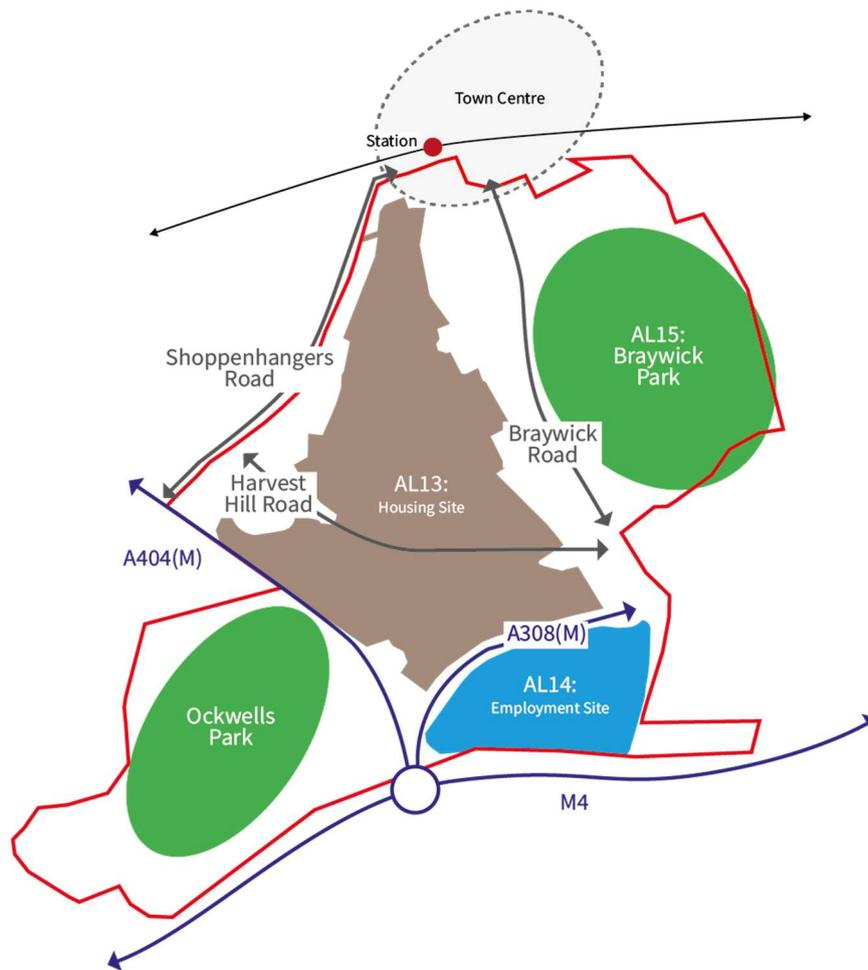 Town Centre
Station
Shoppenhangers
Road
AL15:
Braywick
Park
Braywick
Road
Harvest
Hill Road
AL13:
Housing Site
A404(M)
A308(M)
AL14:
Employment Site
Ockwells
Park
M4